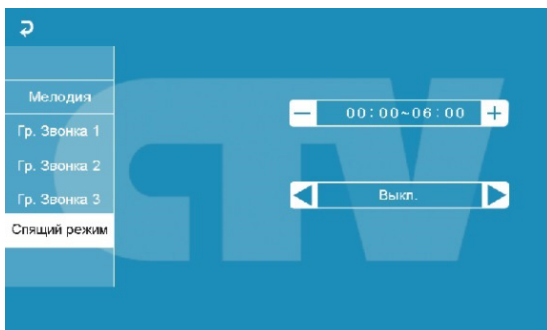 Мелодия
Гр. Звонка 1
Гр. Звонка 2
Гр. Звонка 3
Спящий режим
— 00:00~06:00 +
Выкл.
CTV